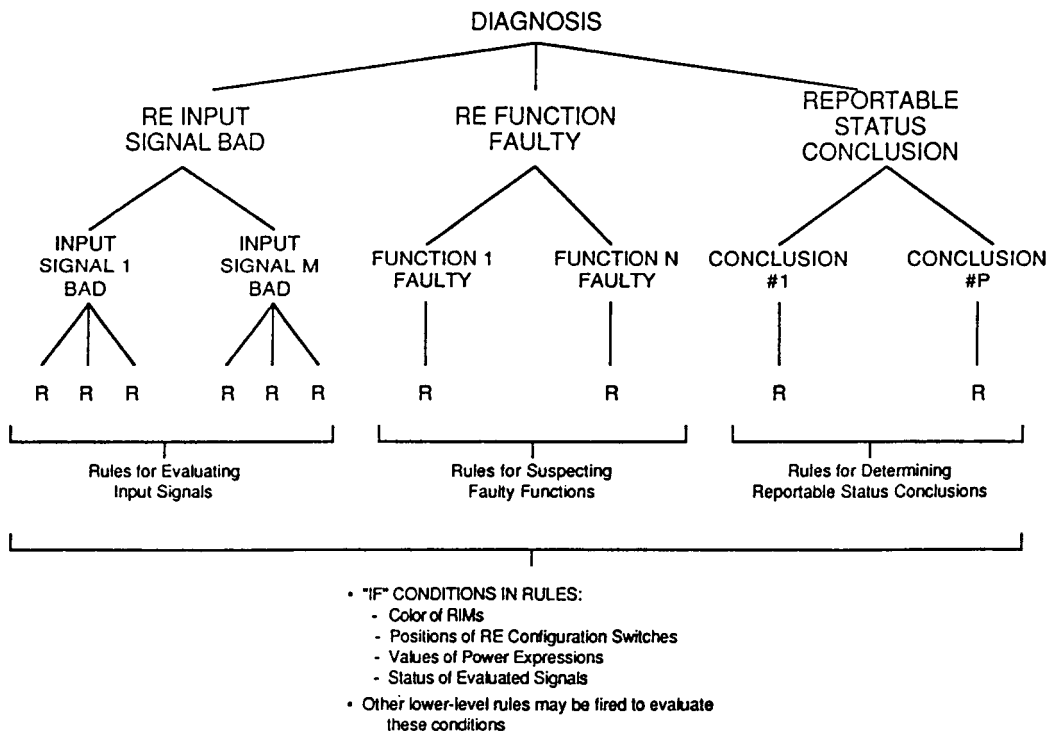 DIAGNOSIS
RE INPUT
SIGNAL BAD
RE FUNCTION
FAULTY
REPORTABLE
STATUS
CONCLUSION
INPUT
SIGNAL 1
BAD
INPUT
SIGNAL M
BAD
FUNCTION 1
FAULTY
FUNCTION N
FAULTY
CONCLUSION
#1
CONCLUSION
#P
R R R
R R R
R
R
R
R
Rules for Evaluating
Input Signals
Rules for Suspecting
Faulty Functions
Rules for Determining
Reportable Status Conclusions
• "IF" CONDITIONS IN RULES:
- Color of RIMs
- Positions of RE Configuration Switches
- Values of Power Expressions
- Status of Evaluated Signals
• Other lower-level rules may be fired to evaluate
these conditions